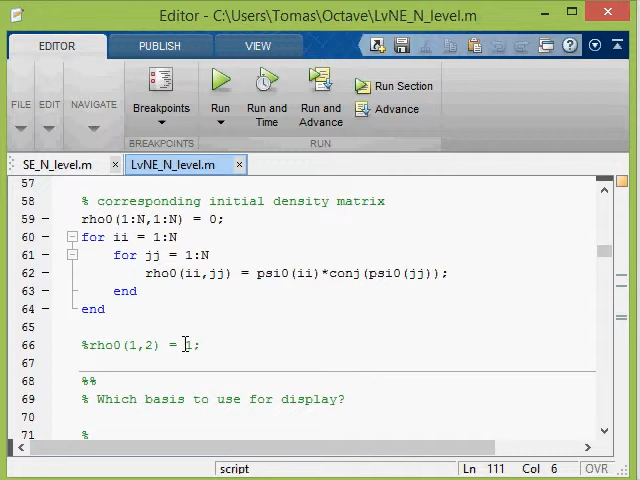 Editor - C:\Users\Tomas\Octave\LvNE_N_level.m
EDITOR PUBLISH VIEW
FILE EDIT NAVIGATE Breakpoints Run Run and Time Run and Advance Run Section Advance
BREAKPOINTS RUN
SE_N_level.m × LvNE_N_level.m ×
57
58 % corresponding initial density matrix
59 – rho0(1:N,1:N) = 0;
60 – for ii = 1:N
61 – for jj = 1:N
62 – rho0(ii,jj) = psi0(ii)*conj(psi0(jj));
63 – end
64 – end
65
66 %rho0(1,2) = 1;
67
68 %%
69 % Which basis to use for display?
70
71 %
script Ln 111 Col 6 OVR